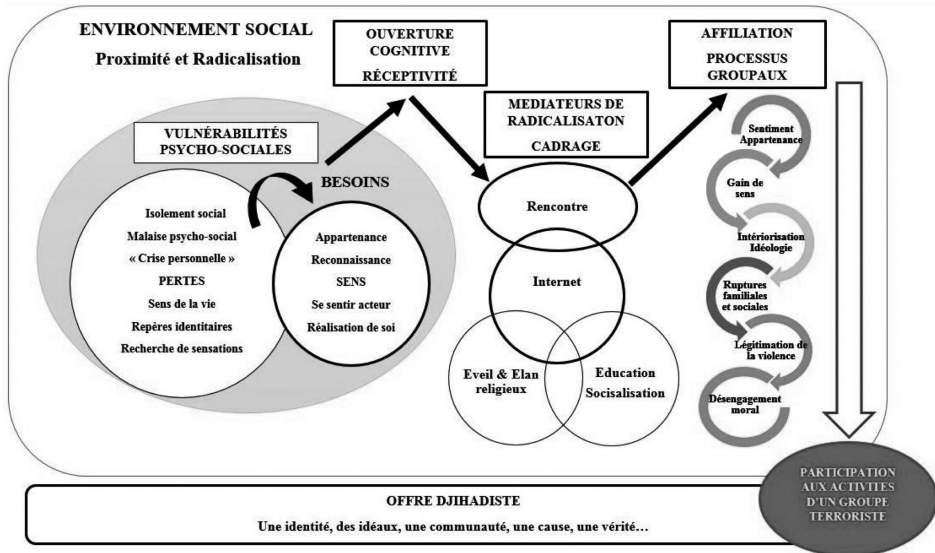 ENVIRONNEMENT SOCIAL
Proximité et Radicalisation
VULNÉRABILITÉS
PSYCHO-SOCIALES
Isolement social
Malaise psycho-social
« Crise personnelle »
PERTES
Sens de la vie
Repères identitaires
Recherche de sensations
BESOINS
Appartenance
Reconnaissance
SENS
Se sentir acteur
Réalisation de soi
OUVERTURE
COGNITIVE
RÉCEPTIVITÉ
MEDIATEURS DE
RADICALISATON
CADRAGE
Rencontre
Internet
Eveil & Elan
religieux
Education
Socisalisation
AFFILIATION
PROCESSUS
GROUPAUX
Sentiment
Appartenance
Gain de
sens
Intériorisation
Idéologie
Ruptures
familiales
et sociales
Légitimation de
la violence
Désengagement
moral
PARTICIPATION
AUX ACTIVITES
D'UN GROUPE
TERRORISTE
OFFRE DJIHADISTE
Une identité, des idéaux, une communauté, une cause, une vérité…